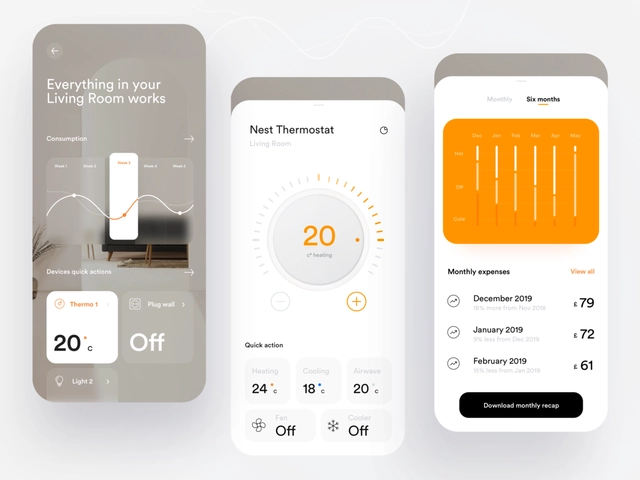 Everything in your
Living Room works
Consumption
Week 1
Week 2
Week 3
Week 4
Week 5
Devices quick actions
Thermo 1
Plug wall
20 c
Off
Light 2
Nest Thermostat
Living Room
20
c° heating
Quick action
Heating
Cooling
Airwave
24 c
18 c
20 c
Fan
Off
Cooler
Off
Monthly
Six months
Dec
Jan
Feb
Mar
Apr
May
Hot
Off
Cold
Monthly expenses
View all
December 2019
£ 79
16% more from Nov 2018
January 2019
£ 72
9% less from Dec 2019
February 2019
£ 61
15% less from Jan 2019
Download monthly recap